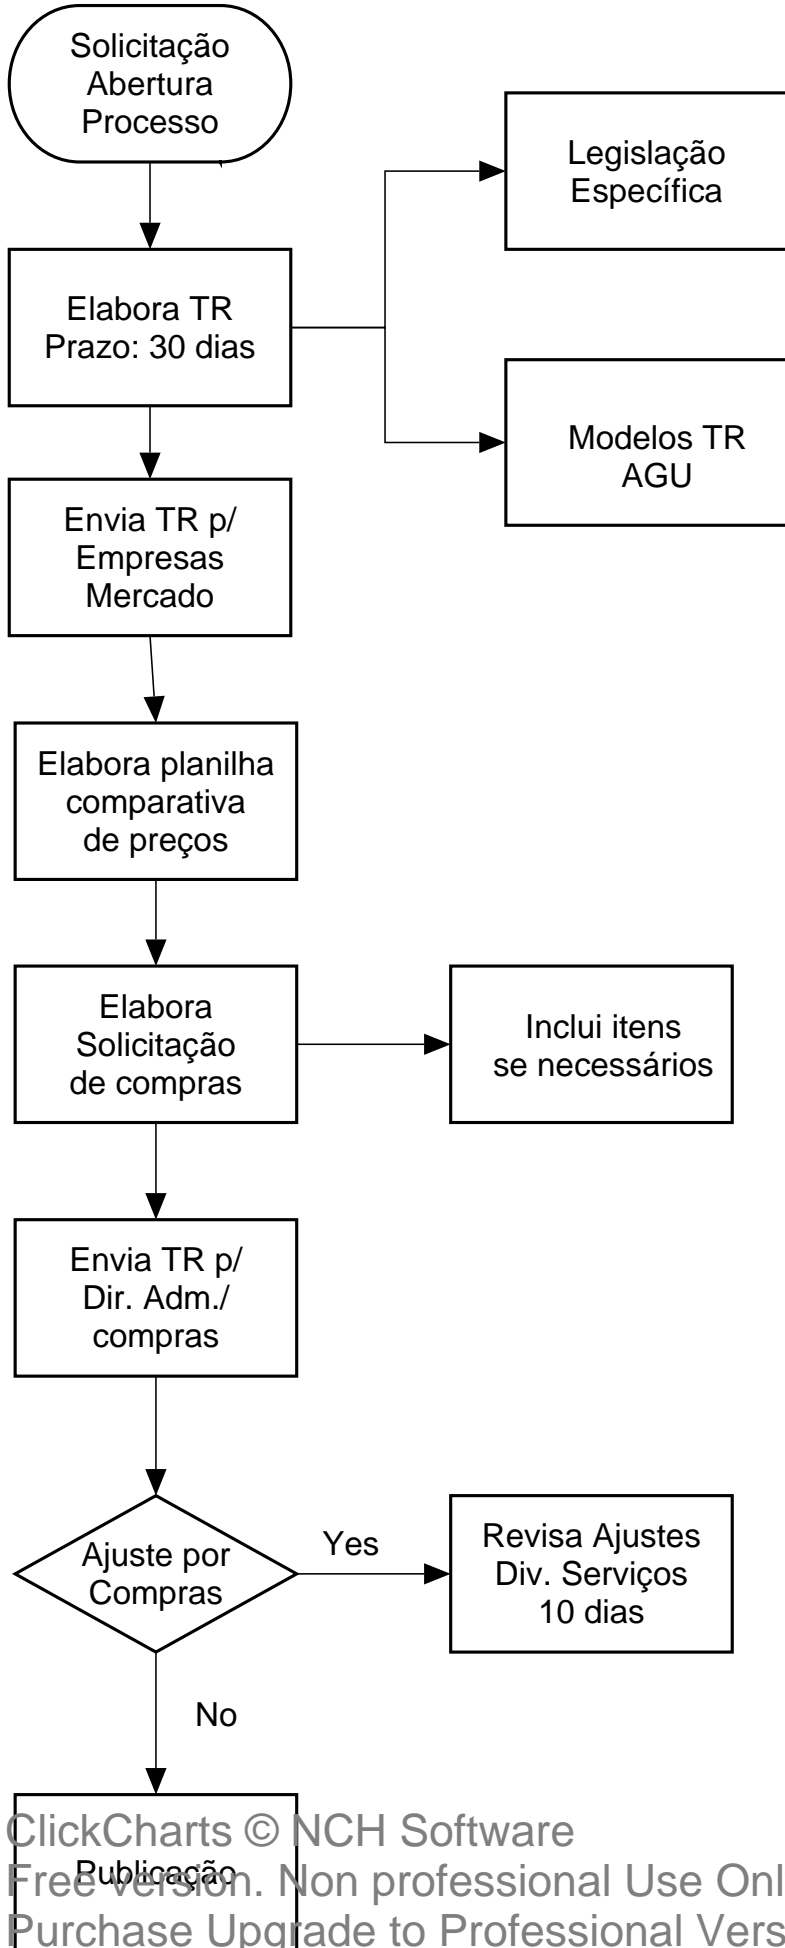 Solicitação
Abertura
Processo
Legislação
Específica
Elabora TR
Prazo: 30 dias
Modelos TR
AGU
Envia TR p/
Empresas
Mercado
Elabora planilha
comparativa
de preços
Elabora
Solicitação
de compras
Inclui itens
se necessários
Envia TR p/
Dir. Adm./
compras
Ajuste por
Compras
Yes
Revisa Ajustes
Div. Serviços
10 dias
No
Publicação
ClickCharts © NCH Software
Free version. Non professional Use Onl
Purchase Upgrade to Professional Vers